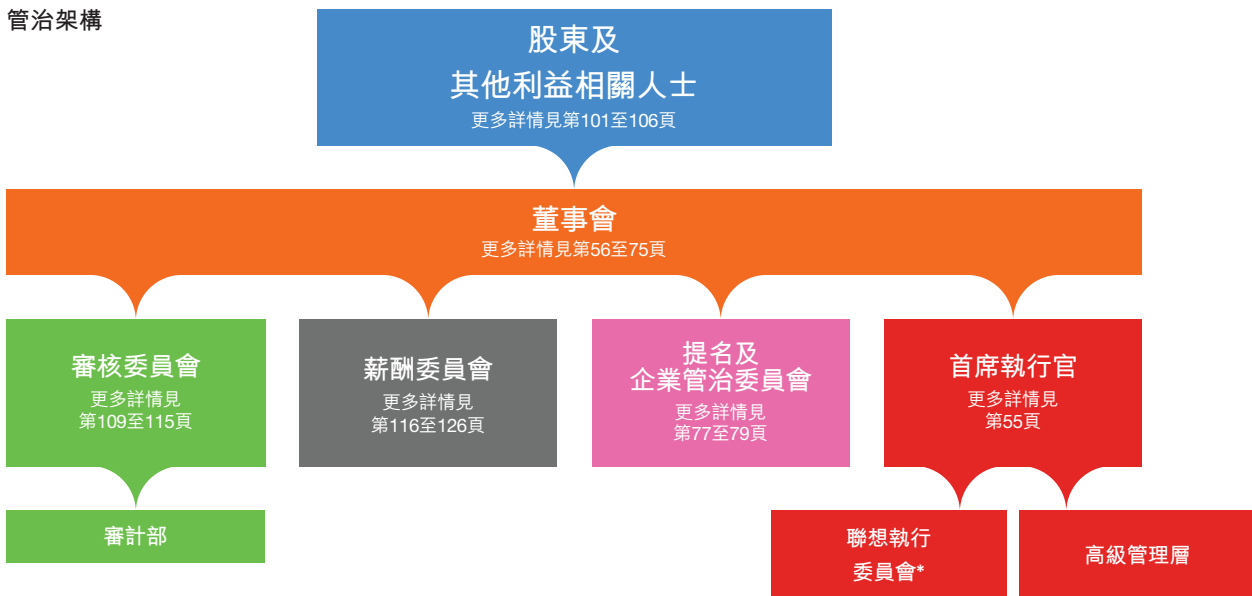 管治架構
股東及
其他利益相關人士
更多詳情見第101至106頁
董事會
更多詳情見第56至75頁
審核委員會
更多詳情見
第109至115頁
薪酬委員會
更多詳情見
第116至126頁
提名及
企業管治委員會
更多詳情見
第77至79頁
首席執行官
更多詳情見
第55頁
審計部
聯想執行
委員會*
高級管理層